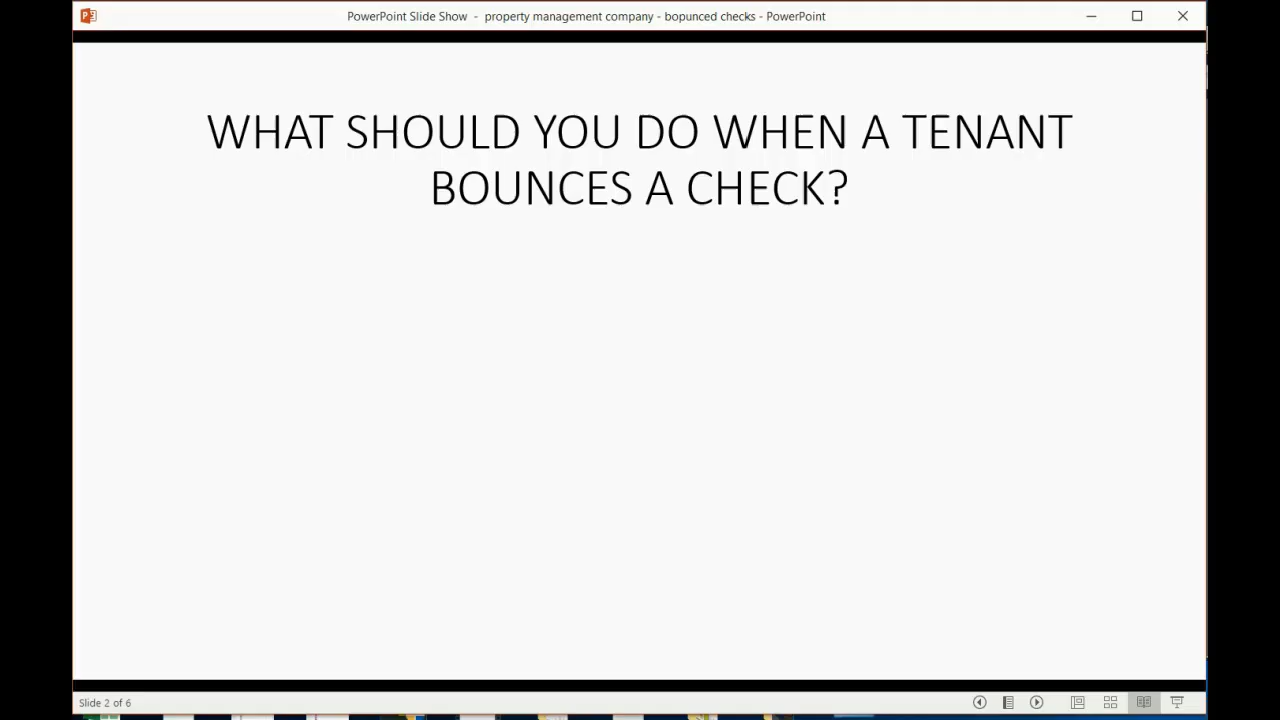 PowerPoint Slide Show - property management company - bopunced checks - PowerPoint
WHAT SHOULD YOU DO WHEN A TENANT
BOUNCES A CHECK?
Slide 2 of 6